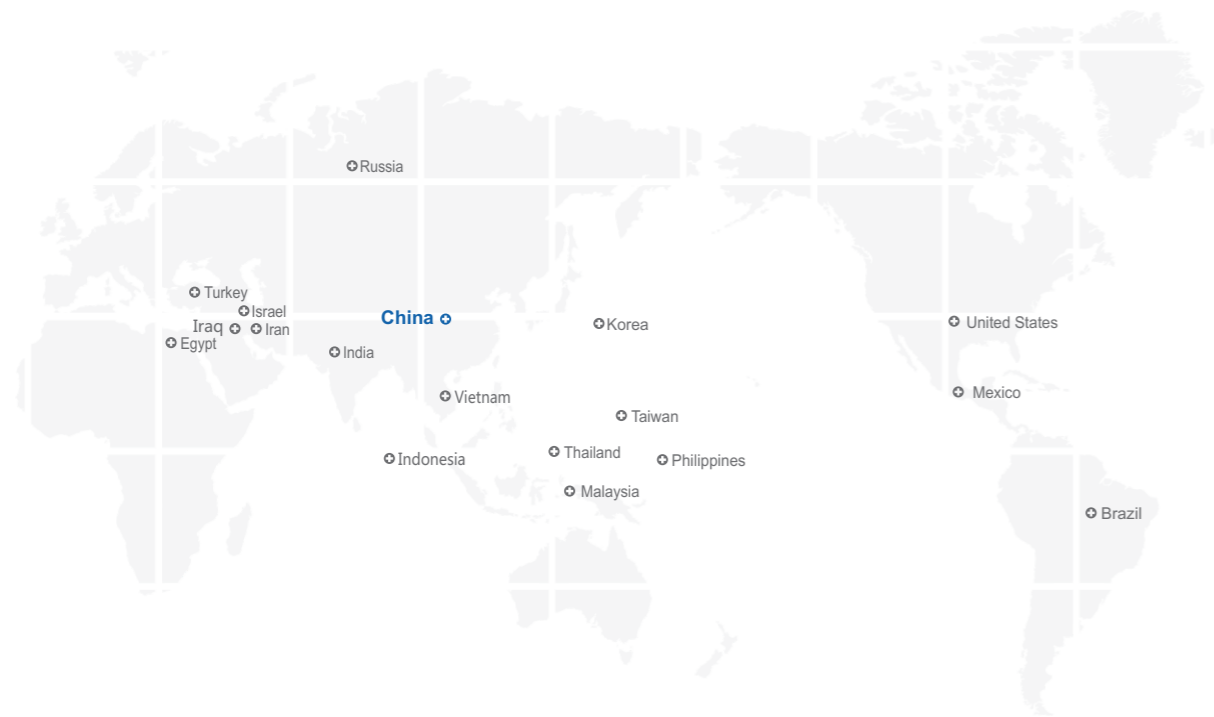 Russia
Turkey
Israel
Iraq
Iran
China
Korea
United States
Egypt
India
Mexico
Vietnam
Taiwan
Thailand
Indonesia
Philippines
Malaysia
Brazil